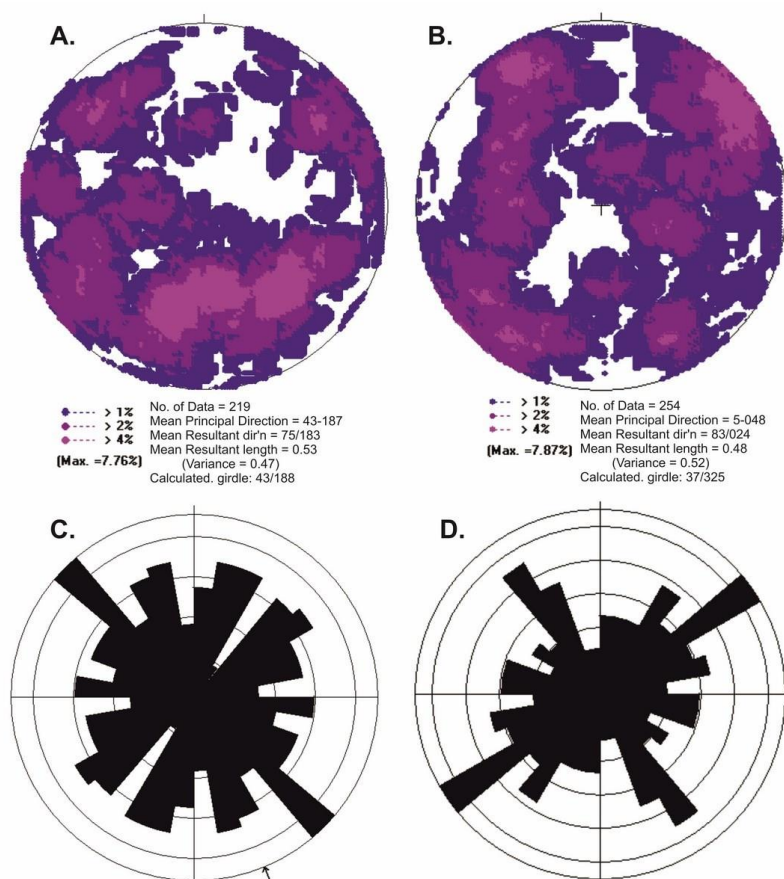 A.
B.
> 1%
> 2%
> 4%
(Max. =7.76%)
No. of Data = 219
Mean Principal Direction = 43-187
Mean Resultant dir'n = 75/183
Mean Resultant length = 0.53
(Variance = 0.47)
Calculated. girdle: 43/188
> 1%
> 2%
> 4%
(Max. =7.87%)
No. of Data = 254
Mean Principal Direction = 5-048
Mean Resultant dir'n = 83/024
Mean Resultant length = 0.48
(Variance = 0.52)
Calculated. girdle: 37/325
C.
D.